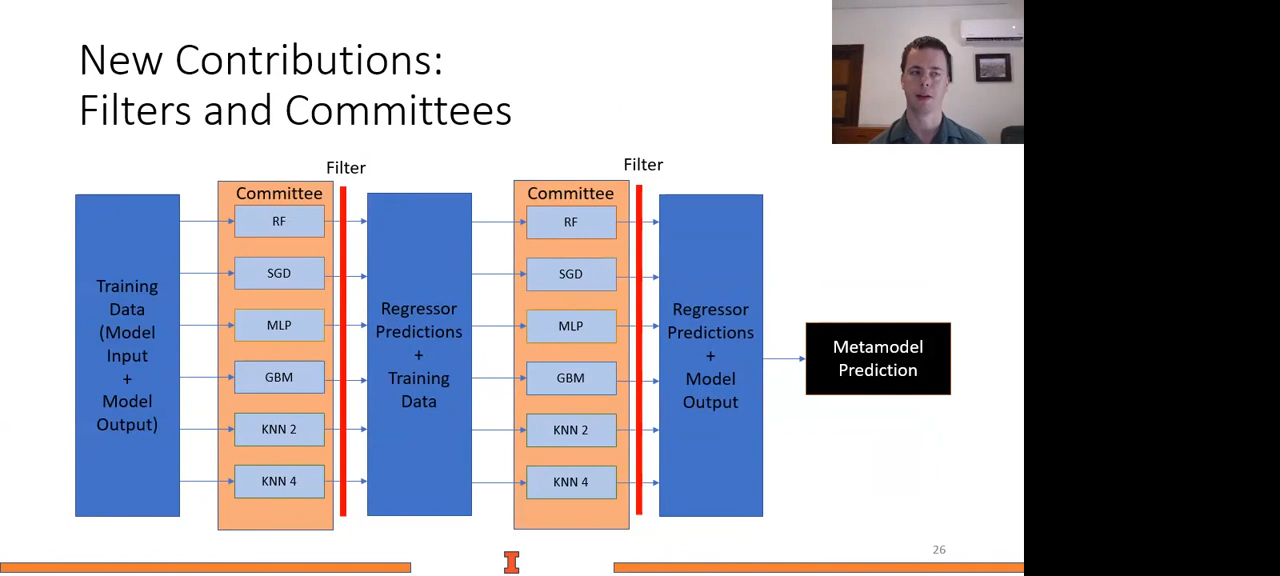 New Contributions:
Filters and Committees
Training
Data
(Model
Input
+
Model
Output)
Committee
RF
SGD
MLP
GBM
KNN 2
KNN 4
Filter
Regressor
Predictions
+
Training
Data
Committee
RF
SGD
MLP
GBM
KNN 2
KNN 4
Filter
Regressor
Predictions
+
Model
Output
Metamodel
Prediction
26